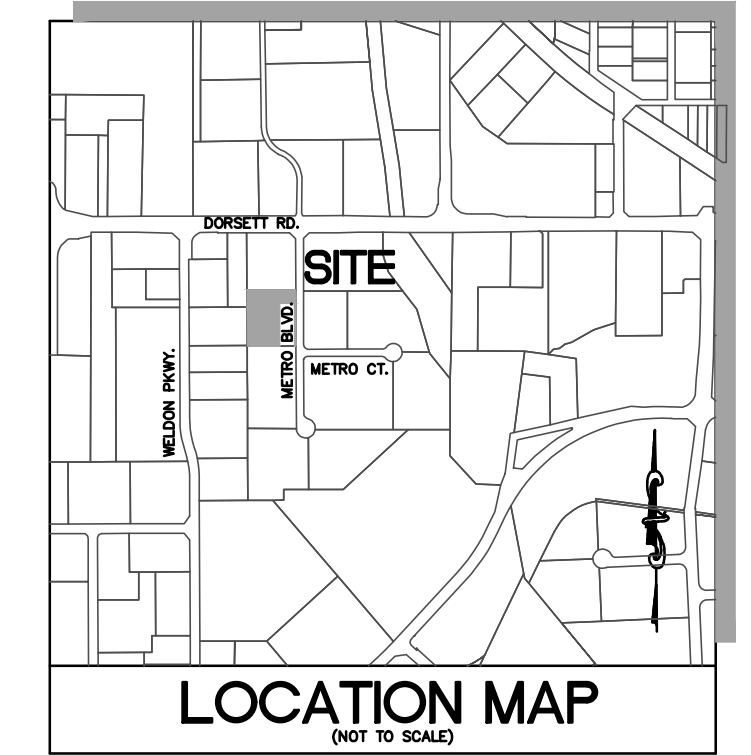 DORSETT RD.
SITE
METRO BLVD.
METRO CT.
WELDON PKWY.
LOCATION MAP
(NOT TO SCALE)